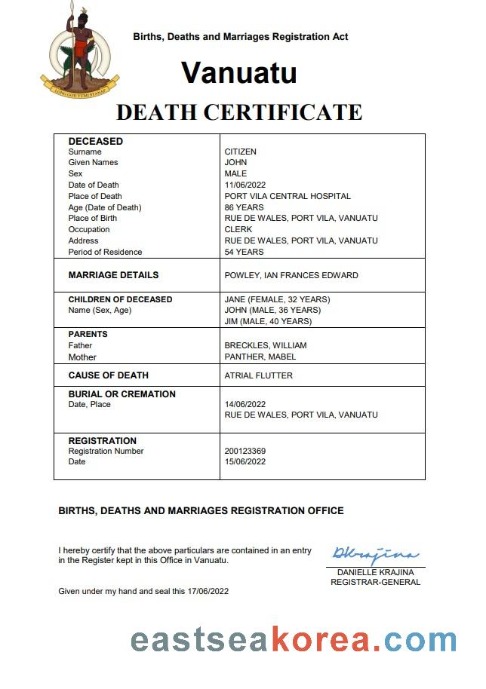 Births, Deaths and Marriages Registration Act
Vanuatu
DEATH CERTIFICATE
DECEASED
Surname CITIZEN
Given Names JOHN
Sex MALE
Date of Death 11/06/2022
Place of Death PORT VILA CENTRAL HOSPITAL
Age (Date of Death) 86 YEARS
Place of Birth RUE DE WALES, PORT VILA, VANUATU
Occupation CLERK
Address RUE DE WALES, PORT VILA, VANUATU
Period of Residence 54 YEARS
MARRIAGE DETAILS POWLEY, IAN FRANCES EDWARD
CHILDREN OF DECEASED JANE (FEMALE, 32 YEARS)
Name (Sex, Age) JOHN (MALE, 36 YEARS)
JIM (MALE, 40 YEARS)
PARENTS
Father BRECKLES, WILLIAM
Mother PANTHER, MABEL
CAUSE OF DEATH ATRIAL FLUTTER
BURIAL OR CREMATION
Date, Place 14/06/2022
RUE DE WALES, PORT VILA, VANUATU
REGISTRATION
Registration Number 200123369
Date 15/06/2022
BIRTHS, DEATHS AND MARRIAGES REGISTRATION OFFICE
I hereby certify that the above particulars are contained in an entry
in the Register kept in this Office in Vanuatu.
DKrajina
DANIELLE KRAJINA
REGISTRAR-GENERAL
Given under my hand and seal this 17/06/2022
eastseakorea.com